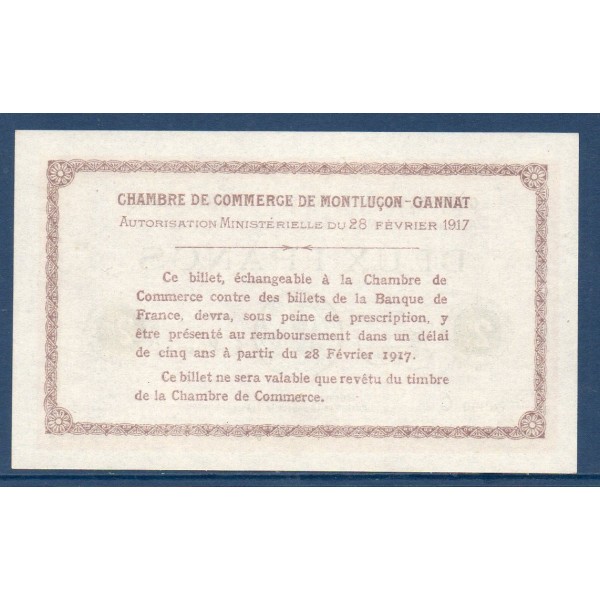 CHAMBRE DE COMMERCE DE MONTLUÇON-GANNAT
AUTORISATION MINISTÉRIELLE DU 28 FÉVRIER 1917
Ce billet, échangeable à la Chambre de
Commerce contre des billets de la Banque de
France, devra, sous peine de prescription, y
être présenté au remboursement dans un délai
de cinq ans à partir du 28 Février 1917.
Ce billet ne sera valable que revêtu du timbre
de la Chambre de Commerce.